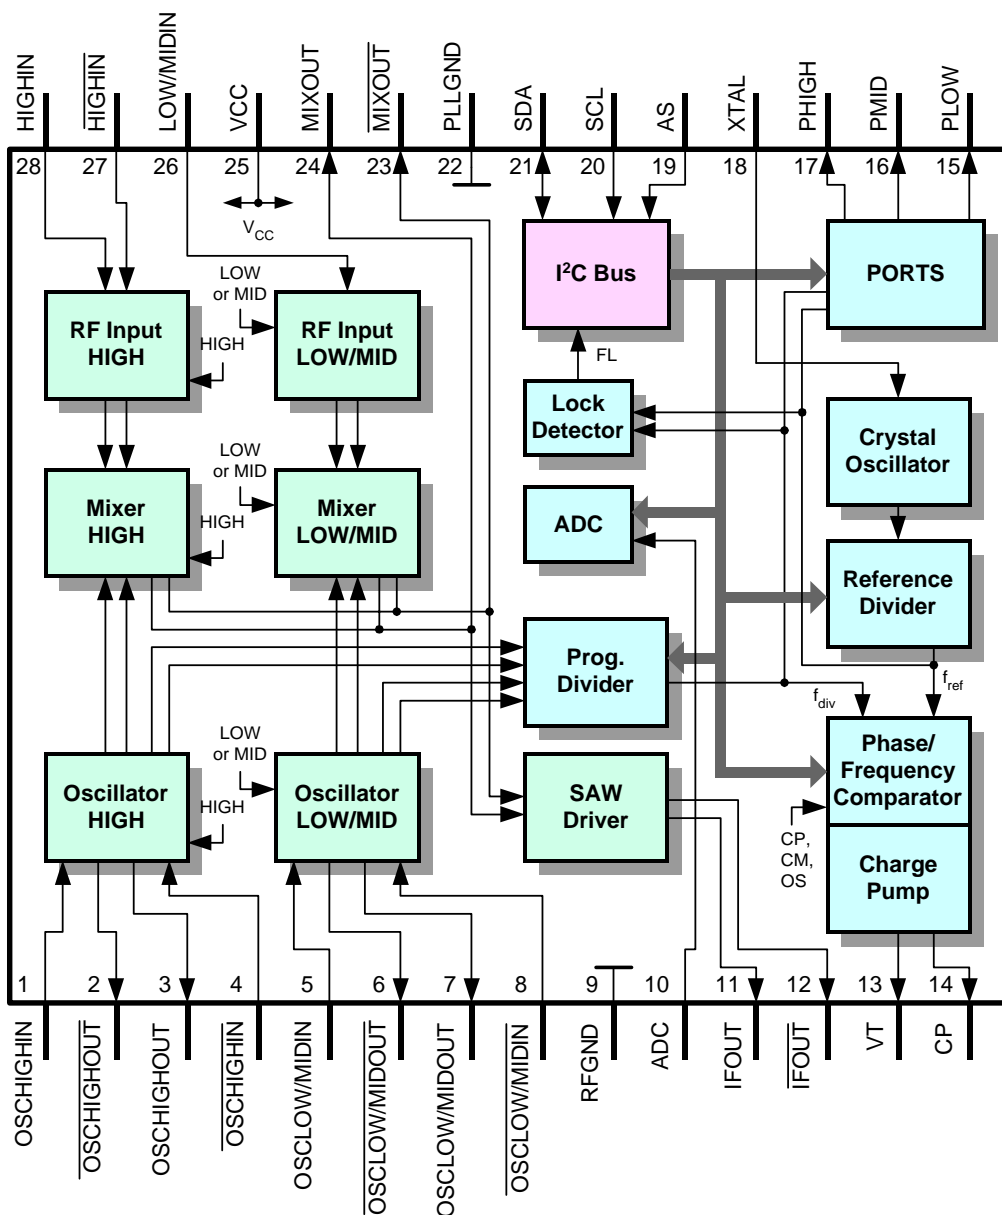 HIGHIN
HIGHIN
LOW/MIDIN
VCC
MIXOUT
MIXOUT
PLLGND
SDA
SCL
AS
XTAL
PHIGH
PMID
PLOW
28
27
26
25
24
23
22
21
20
19
18
17
16
15
VCC
I²C Bus
PORTS
LOW
or MID
RF Input
HIGH
HIGH
RF Input
LOW/MID
FL
Lock
Detector
Crystal
Oscillator
LOW
or MID
Mixer
HIGH
HIGH
Mixer
LOW/MID
ADC
Reference
Divider
Prog.
Divider
fref
fdiv
LOW
or MID
Oscillator
HIGH
HIGH
Oscillator
LOW/MID
SAW
Driver
Phase/
Frequency
Comparator
CP,
CM,
OS
Charge
Pump
1
2
3
4
5
6
7
8
9
10
11
12
13
14
OSCHIGHIN
OSCHIGHOUT
OSCHIGHOUT
OSCHIGHIN
OSCLOW/MIDIN
OSCLOW/MIDOUT
OSCLOW/MIDOUT
OSCLOW/MIDIN
RFGND
ADC
IFOUT
IFOUT
VT
CP